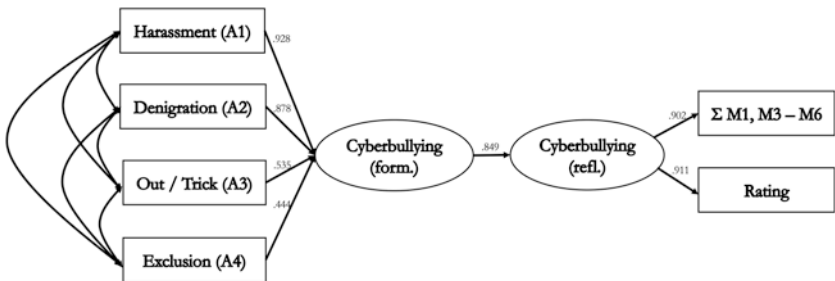 Harassment (A1)
.928
Denigration (A2)
.878
Out / Trick (A3)
.535
Exclusion (A4)
.444
Cyberbullying
(form.)
.849
Cyberbullying
(refl.)
.902
Σ M1, M3 – M6
.911
Rating